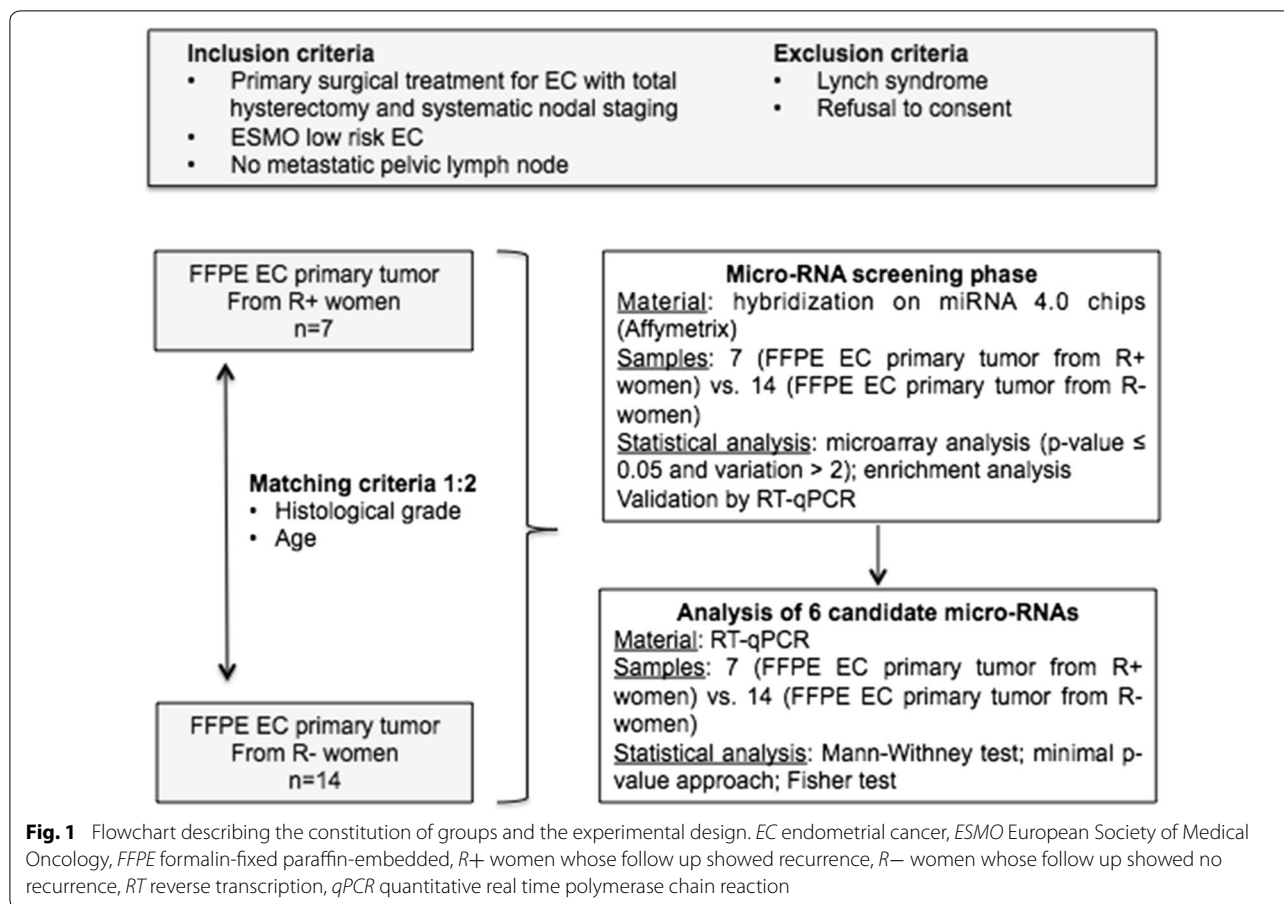 Inclusion criteria
• Primary surgical treatment for EC with total
hysterectomy and systematic nodal staging
• ESMO low risk EC
• No metastatic pelvic lymph node
Exclusion criteria
• Lynch syndrome
• Refusal to consent
FFPE EC primary tumor
From R+ women
n=7
Matching criteria 1:2
• Histological grade
• Age
FFPE EC primary tumor
From R- women
n=14
Micro-RNA screening phase
Material: hybridization on miRNA 4.0 chips
(Affymetrix)
Samples: 7 (FFPE EC primary tumor from R+
women) vs. 14 (FFPE EC primary tumor from R-
women)
Statistical analysis: microarray analysis (p-value ≤
0.05 and variation > 2); enrichment analysis
Validation by RT-qPCR
Analysis of 6 candidate micro-RNAs
Material: RT-qPCR
Samples: 7 (FFPE EC primary tumor from R+
women) vs. 14 (FFPE EC primary tumor from R-
women)
Statistical analysis: Mann-Withney test; minimal p-
value approach; Fisher test
Fig. 1 Flowchart describing the constitution of groups and the experimental design. EC endometrial cancer, ESMO European Society of Medical
Oncology, FFPE formalin-fixed paraffin-embedded, R+ women whose follow up showed recurrence, R− women whose follow up showed no
recurrence, RT reverse transcription, qPCR quantitative real time polymerase chain reaction